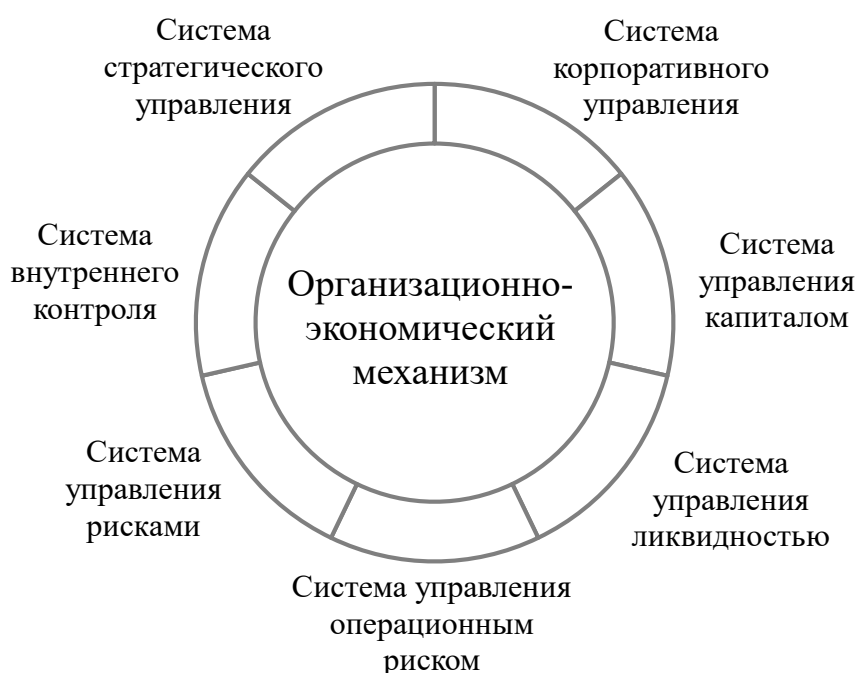 Система
стратегического
управления
Система
корпоративного
управления
Система
внутреннего
контроля
Организационно-
экономический
механизм
Система
управления
капиталом
Система
управления
рисками
Система
управления
ликвидностью
Система управления
операционным
риском